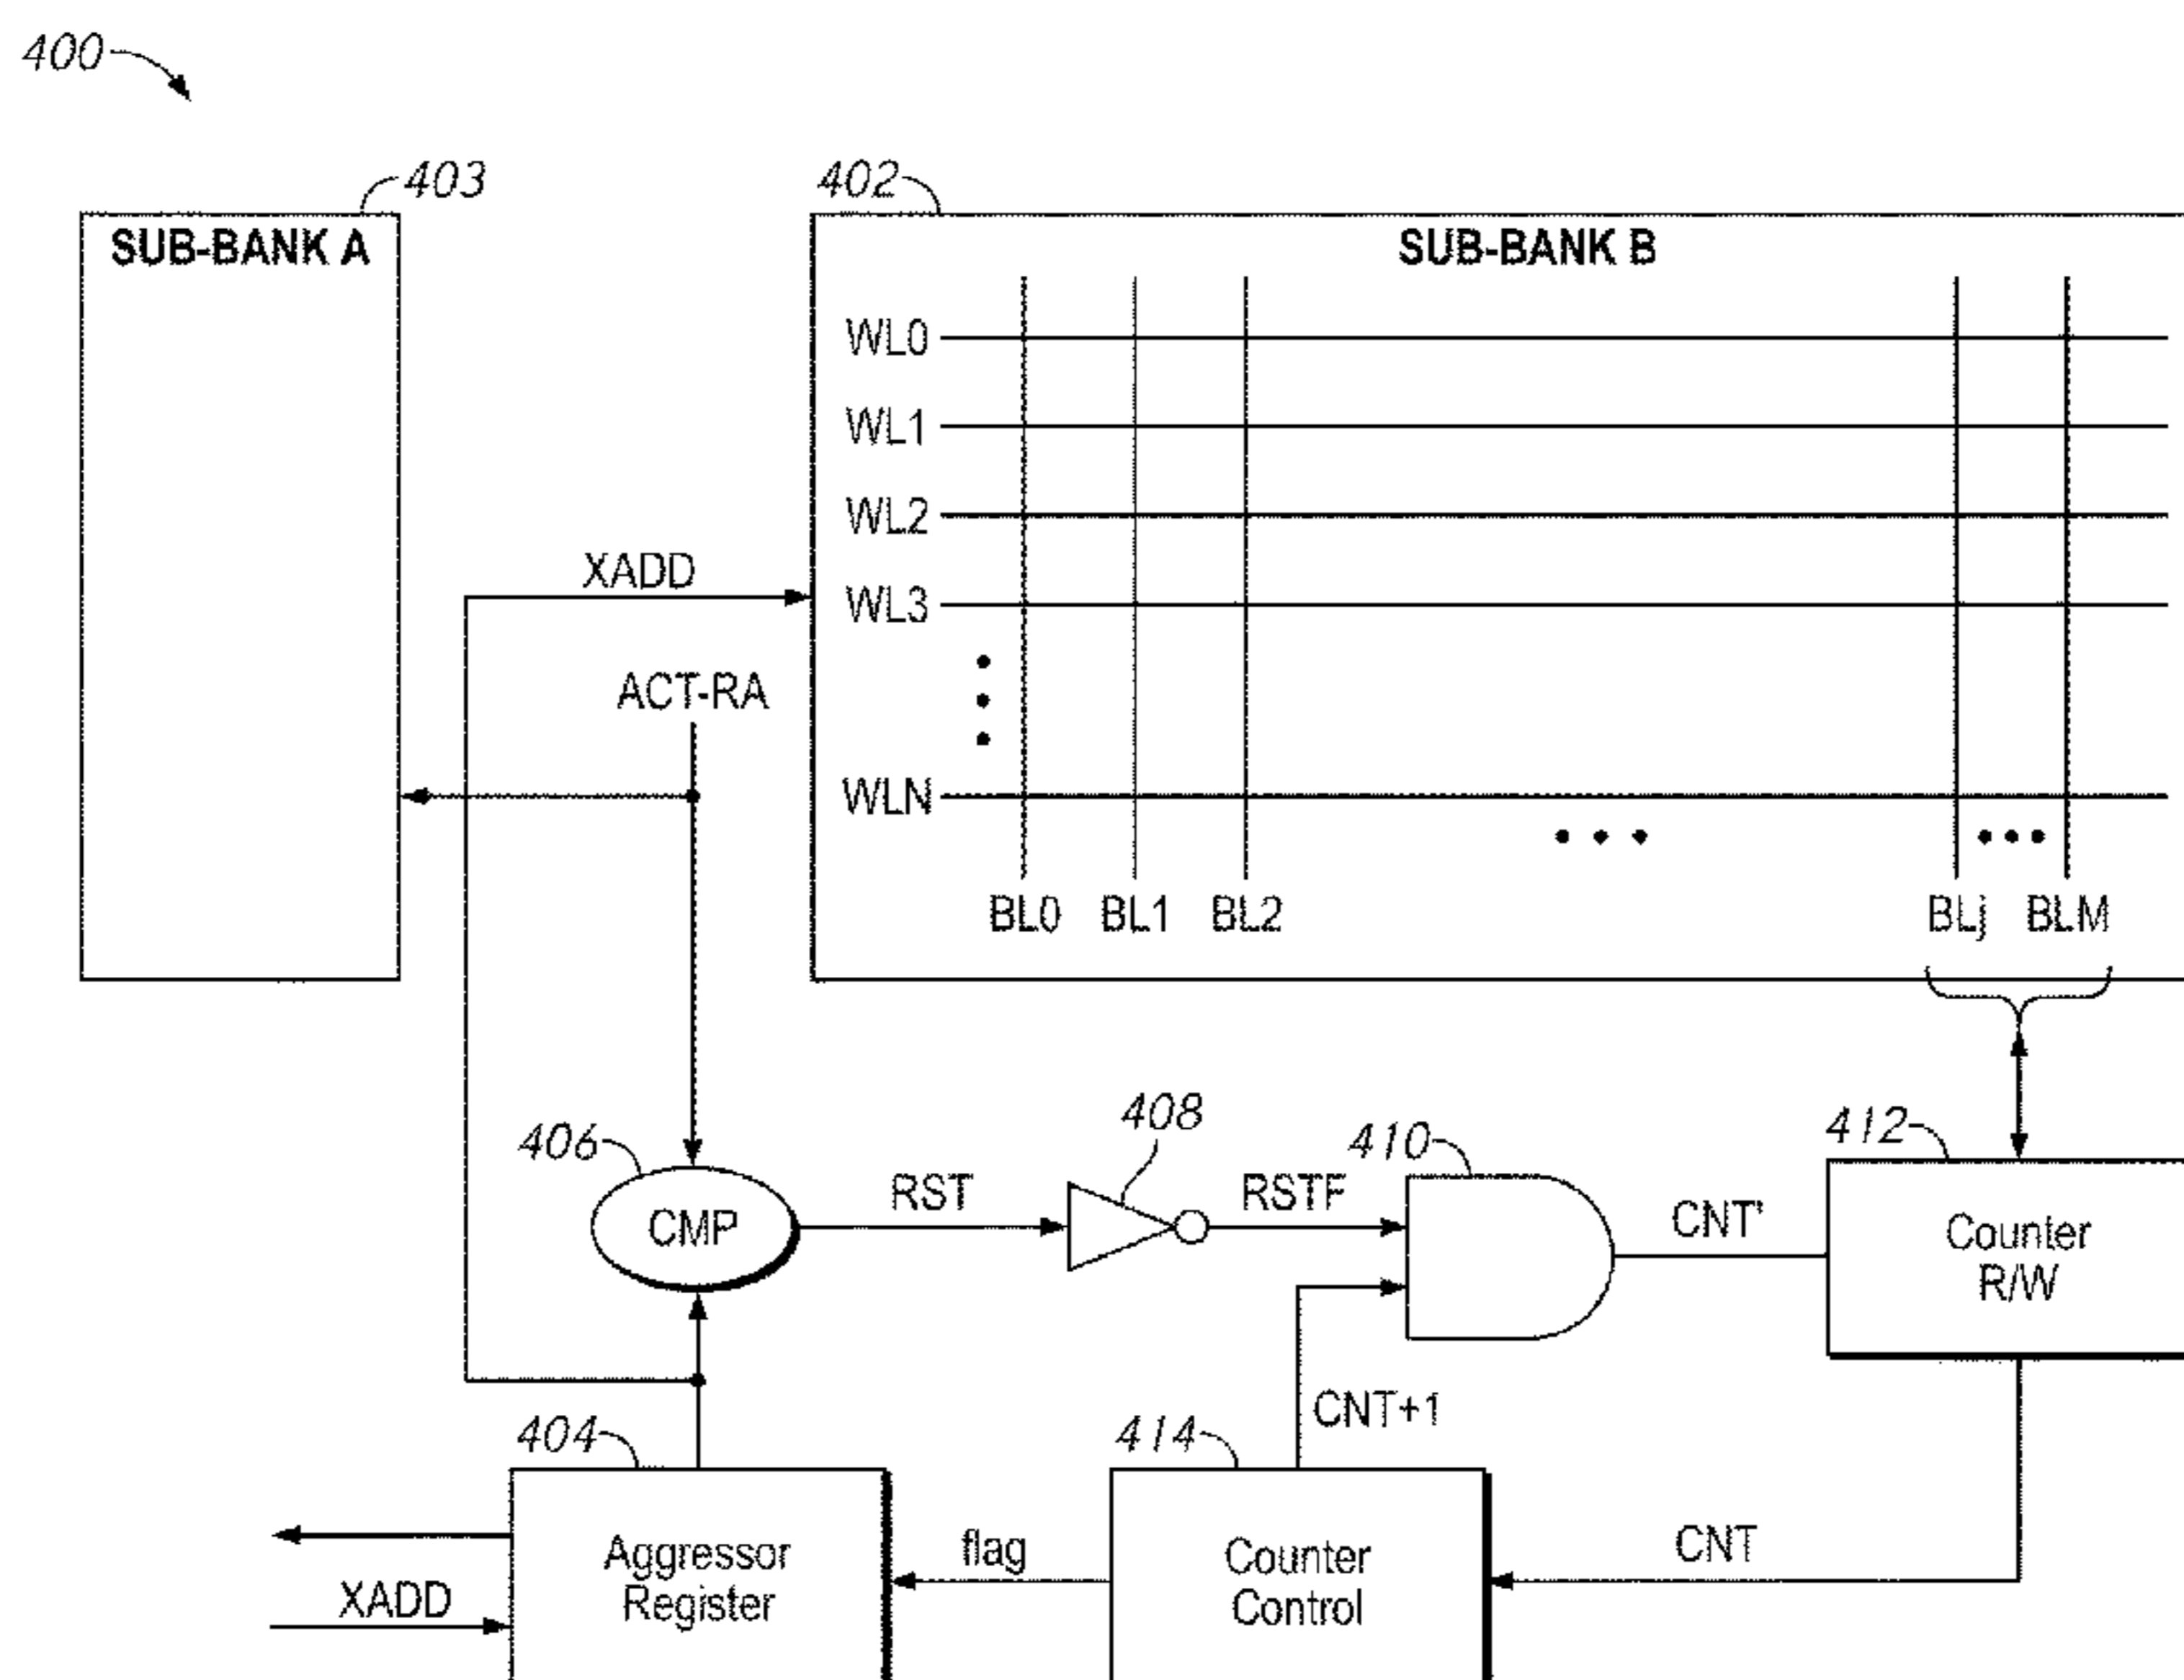 400
403
402
SUB-BANK A
SUB-BANK B
WL0
WL1
WL2
XADD
WL3
ACT-RA
WLN
BL0 BL1 BL2 BLj BLM
408
406
410
412
RST
RSTF
CNT'
CMP
Counter
R/W
CNT+1
404
414
Aggressor
Register
flag
Counter
Control
CNT
XADD